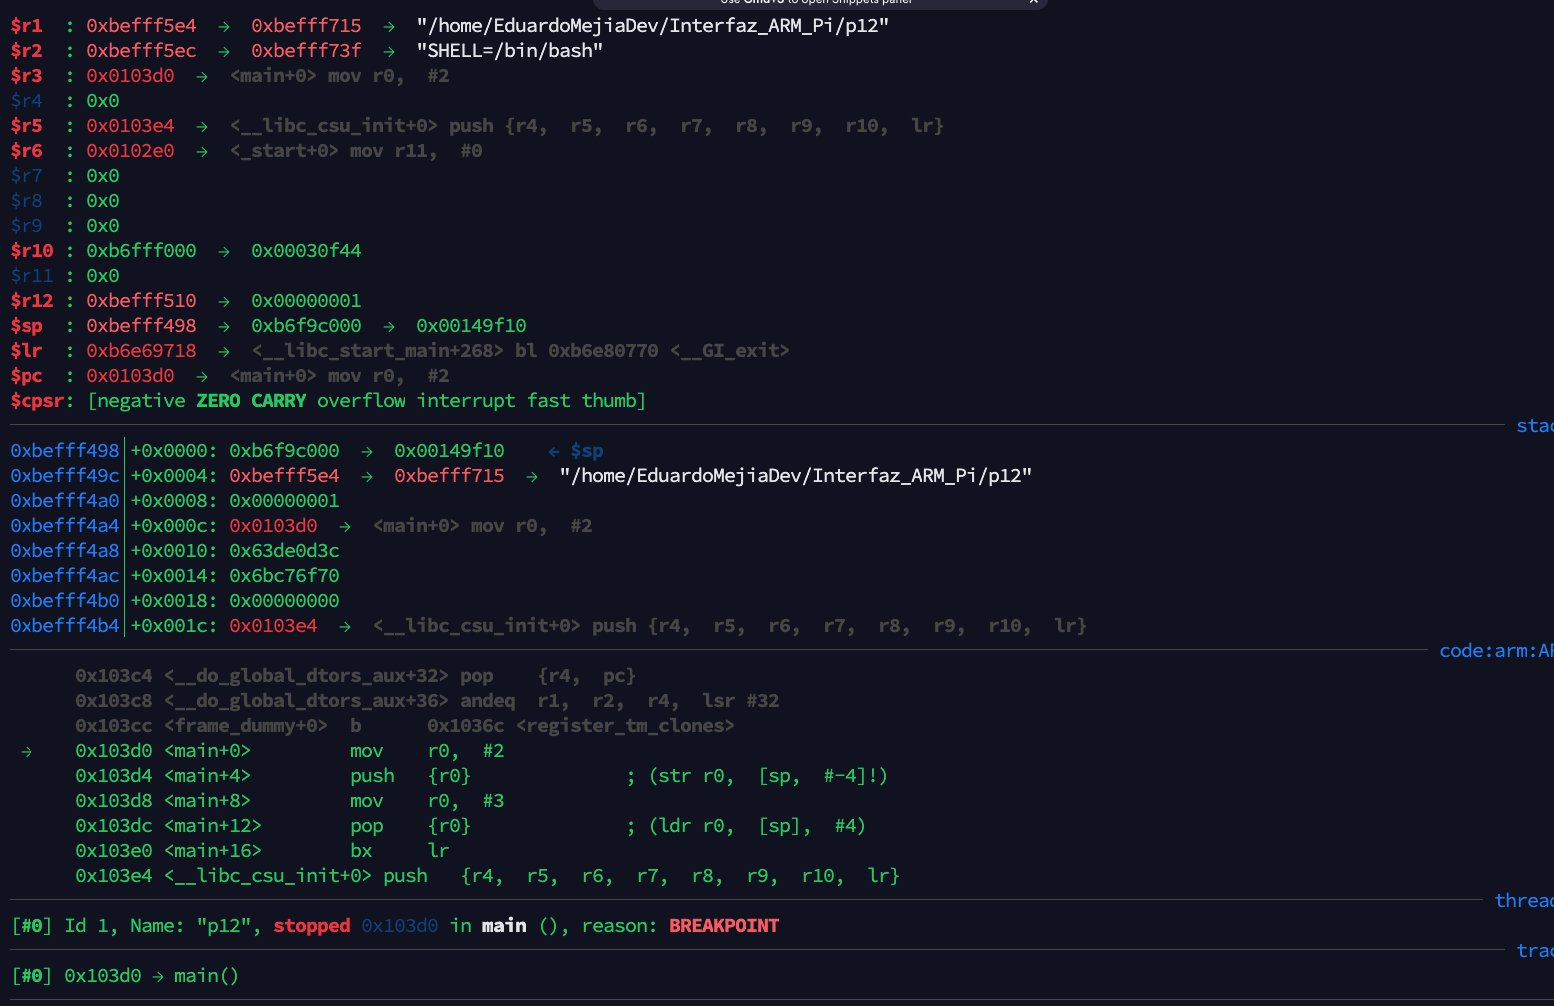 $r1  : 0xbefff5e4  →  0xbefff715  →  "/home/EduardoMejiaDev/Interfaz_ARM_Pi/p12"
$r2  : 0xbefff5ec  →  0xbefff73f  →  "SHELL=/bin/bash"
$r3  : 0x0103d0  →  <main+0> mov r0,  #2
$r4  : 0x0
$r5  : 0x0103e4  →  <__libc_csu_init+0> push {r4,  r5,  r6,  r7,  r8,  r9,  r10,  lr}
$r6  : 0x0102e0  →  <_start+0> mov r11,  #0
$r7  : 0x0
$r8  : 0x0
$r9  : 0x0
$r10 : 0xb6fff000  →  0x00030f44
$r11 : 0x0
$r12 : 0xbefff510  →  0x00000001
$sp  : 0xbefff498  →  0xb6f9c000  →  0x00149f10
$lr  : 0xb6e69718  →  <__libc_start_main+268> bl 0xb6e80770 <__GI_exit>
$pc  : 0x0103d0  →  <main+0> mov r0,  #2
$cpsr: [negative ZERO CARRY overflow interrupt fast thumb]
0xbefff498│+0x0000: 0xb6f9c000  →  0x00149f10    ← $sp
0xbefff49c│+0x0004: 0xbefff5e4  →  0xbefff715  →  "/home/EduardoMejiaDev/Interfaz_ARM_Pi/p12"
0xbefff4a0│+0x0008: 0x00000001
0xbefff4a4│+0x000c: 0x0103d0  →  <main+0> mov r0,  #2
0xbefff4a8│+0x0010: 0x63de0d3c
0xbefff4ac│+0x0014: 0x6bc76f70
0xbefff4b0│+0x0018: 0x00000000
0xbefff4b4│+0x001c: 0x0103e4  →  <__libc_csu_init+0> push {r4,  r5,  r6,  r7,  r8,  r9,  r10,  lr}
code:arm:
0x103c4 <__do_global_dtors_aux+32> pop    {r4,  pc}
0x103c8 <__do_global_dtors_aux+36> andeq  r1,  r2,  r4,  lsr #32
0x103cc <frame_dummy+0>  b      0x1036c <register_tm_clones>
→    0x103d0 <main+0>         mov    r0,  #2
0x103d4 <main+4>         push   {r0}              ; (str r0,  [sp,  #-4]!)
0x103d8 <main+8>         mov    r0,  #3
0x103dc <main+12>        pop    {r0}              ; (ldr r0,  [sp],  #4)
0x103e0 <main+16>        bx     lr
0x103e4 <__libc_csu_init+0> push   {r4,  r5,  r6,  r7,  r8,  r9,  r10,  lr}
[#0] Id 1, Name: "p12", stopped 0x103d0 in main (), reason: BREAKPOINT
[#0] 0x103d0 → main()